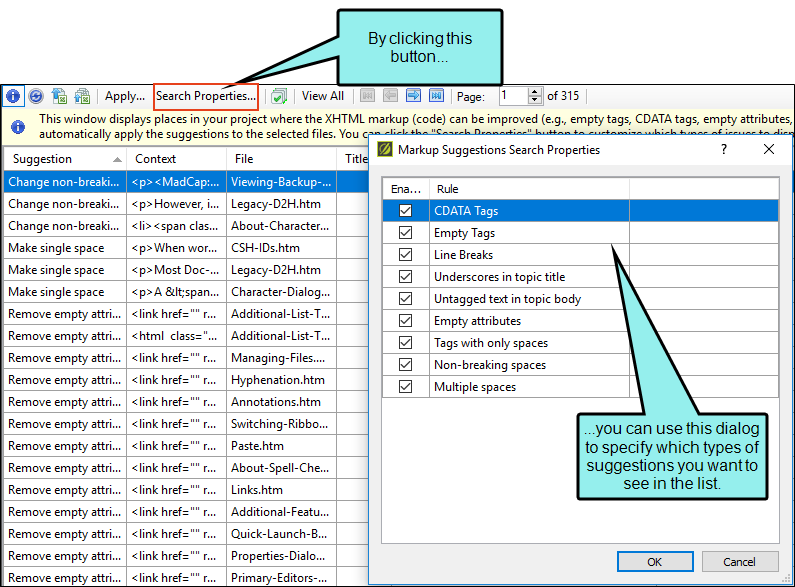 By clicking this
button...
Apply... Search Properties... View All Page: 1 of 315
This window displays places in your project where the XHTML markup (code) can be improved (e.g., empty tags, CDATA tags, empty attributes,
automatically apply the suggestions to the selected files. You can click the "Search Properties" button to customize which types of issues to disp
Suggestion Context File Title
Change non-breaki... <p><MadCap:... Viewing-Backup-...
Change non-breaki... <p>However, i... Legacy-D2H.htm
Change non-breaki... <li><span clas... About-Character...
Make single space <p>When wor... CSH-IDs.htm
Make single space <p>Most Doc-... Legacy-D2H.htm
Make single space <p>A &lt;span... Character-Dialog...
Remove empty attri... <link href="" r... Additional-List-T...
Remove empty attri... <html class="... Additional-List-T...
Remove empty attri... <link href="" r... Managing-Files....
Remove empty attri... <link href="" r... Hyphenation.htm
Remove empty attri... <link href="" r... Annotations.htm
Remove empty attri... <link href="" r... Switching-Ribbo...
Remove empty attri... <link href="" r... Paste.htm
Remove empty attri... <link href="" r... About-Spell-Che...
Remove empty attri... <link href="" r... Links.htm
Remove empty attri... <link href="" r... Additional-Featu...
Remove empty attri... <link href="" r... Quick-Launch-B...
Remove empty attri... <link href="" r... Properties-Dialo...
Remove empty attri... <link href="" r... Primary-Editors-...
Markup Suggestions Search Properties
Ena... Rule
CDATA Tags
Empty Tags
Line Breaks
Underscores in topic title
Untagged text in topic body
Empty attributes
Tags with only spaces
Non-breaking spaces
Multiple spaces
...you can use this dialog
to specify which types of
suggestions you want to
see in the list.
OK Cancel